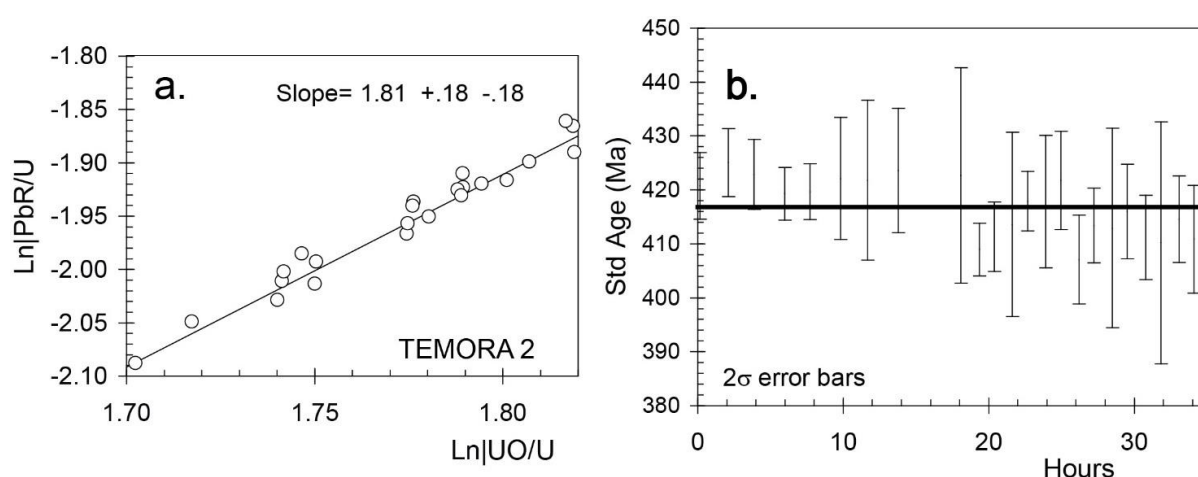 -1.80
-1.85
-1.90
-1.95
-2.00
-2.05
-2.10
Ln|PbR/U
a.
Slope= 1.81 +.18 -.18
TEMORA 2
1.70
1.75
1.80
Ln|UO/U
450
440
430
420
410
400
390
380
Std Age (Ma)
b.
2σ error bars
0
10
20
30
Hours